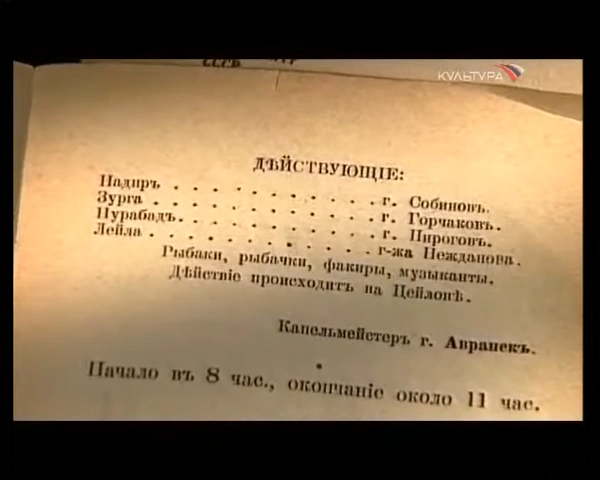 КУЛЬТУРА
ДѢЙСТВУЮЩІЕ:
Надиръ . . . . . . . . . . г. Собиновъ.
Зурга . . . . . . . . . . г. Горчаковъ.
Нурабадъ. . . . . . . . . г. Пироговъ.
Лейла . . . . . . . . . . г-жа Нежданова.
Рыбаки, рыбачки, факиры, музыканты.
Дѣйствіе происходитъ на Цейлонѣ.
Капельмейстеръ г. Авранекъ.
Начало въ 8 час., окончаніе около 11 час.